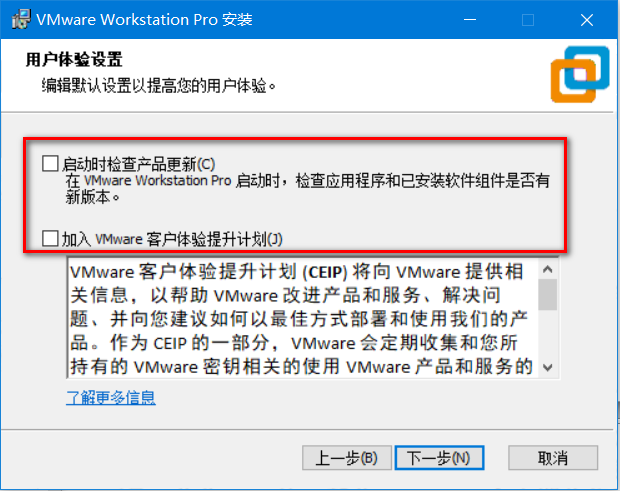 VMware Workstation Pro 安装
用户体验设置
编辑默认设置以提高您的用户体验。
启动时检查产品更新(C)
在 VMware Workstation Pro 启动时，检查应用程序和已安装软件组件是否有
新版本。
加入 VMware 客户体验提升计划(J)
VMware 客户体验提升计划 (CEIP) 将向 VMware 提供相
关信息，以帮助 VMware 改进产品和服务、解决问
题、并向您建议如何以最佳方式部署和使用我们的产
品。作为 CEIP 的一部分，VMware 会定期收集和您所
持有的 VMware 密钥相关的使用 VMware 产品和服务的
了解更多信息
上一步(B) 下一步(N) 取消